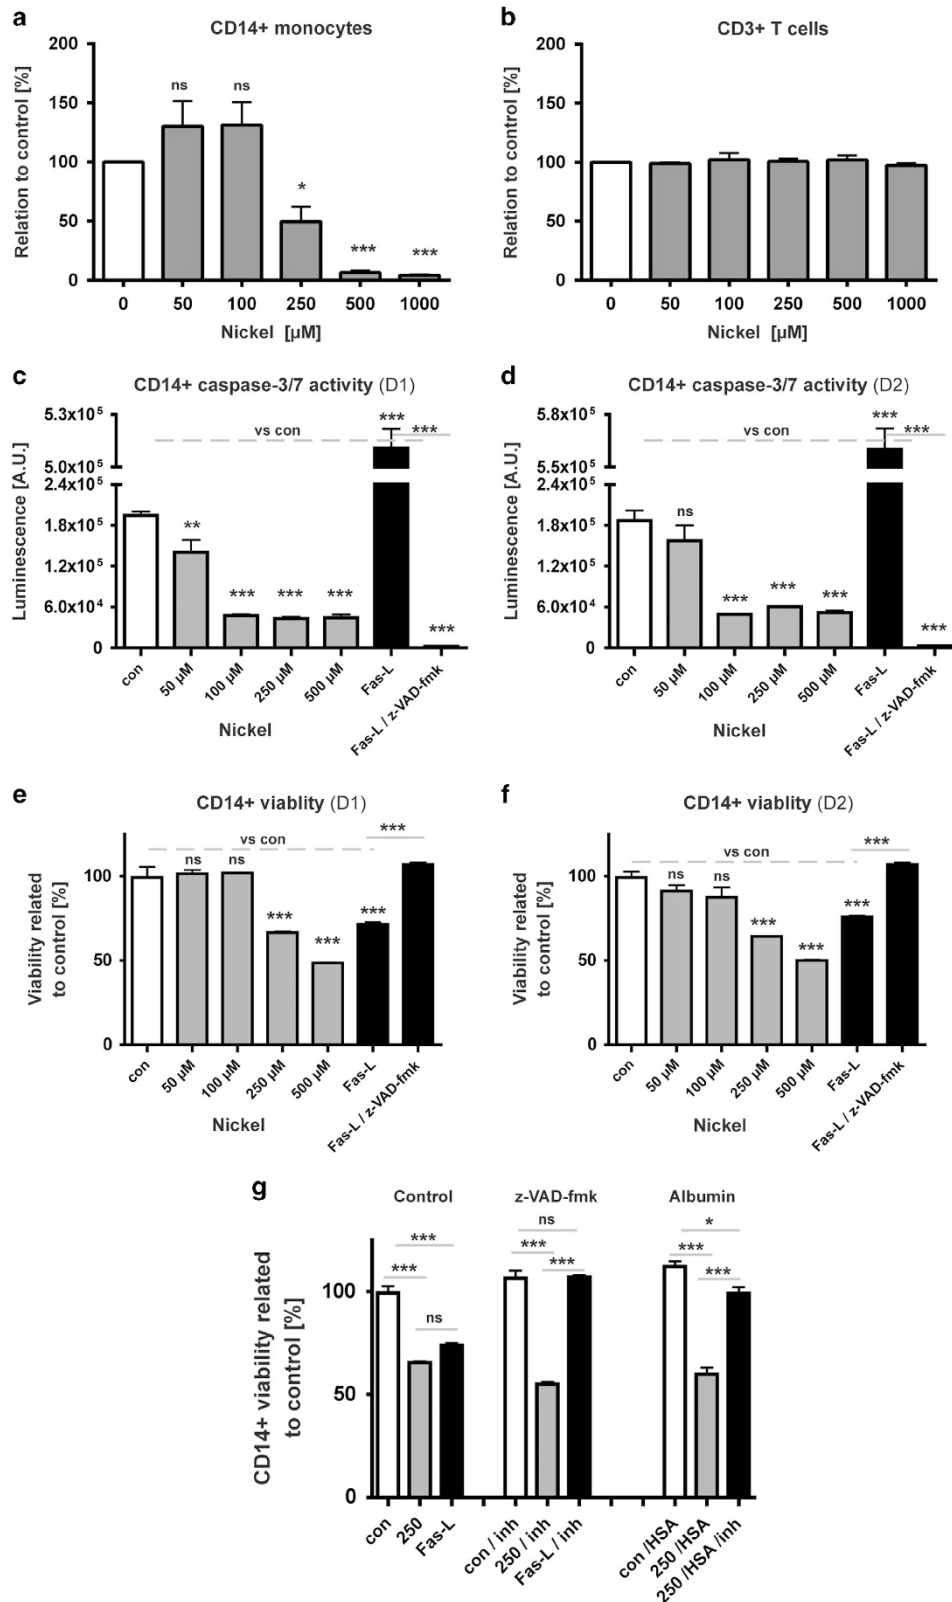 a
CD14+ monocytes
Relation to control [%]
200
150
100
50
0
ns
ns
*
***
***
0 50 100 250 500 1000
Nickel [µM]
b
CD3+ T cells
Relation to control [%]
200
150
100
50
0
0 50 100 250 500 1000
Nickel [µM]
c
CD14+ caspase-3/7 activity (D1)
Luminescence [A.U.]
5.3x10⁵
5.0x10⁵
2.4x10⁵
1.8x10⁵
1.2x10⁵
6.0x10⁴
0
vs con
**
***
***
***
***
***
***
con
50 µM
100 µM
250 µM
500 µM
Fas-L
Fas-L / z-VAD-fmk
Nickel
d
CD14+ caspase-3/7 activity (D2)
Luminescence [A.U.]
5.8x10⁵
5.5x10⁵
2.4x10⁵
1.8x10⁵
1.2x10⁵
6.0x10⁴
0
vs con
ns
***
***
***
***
***
***
con
50 µM
100 µM
250 µM
500 µM
Fas-L
Fas-L / z-VAD-fmk
Nickel
e
CD14+ viablity (D1)
Viability related
to control [%]
100
50
0
vs con
ns
ns
***
***
***
***
con
50 µM
100 µM
250 µM
500 µM
Fas-L
Fas-L / z-VAD-fmk
Nickel
f
CD14+ viablity (D2)
Viability related
to control [%]
100
50
0
vs con
ns
ns
***
***
***
***
con
50 µM
100 µM
250 µM
500 µM
Fas-L
Fas-L / z-VAD-fmk
Nickel
g
Control
z-VAD-fmk
Albumin
CD14+ viability related
to control [%]
100
50
0
***
***
ns
ns
***
***
*
***
***
con
250
Fas-L
con / inh
250 / inh
Fas-L / inh
con /HSA
250 /HSA
250 /HSA /inh